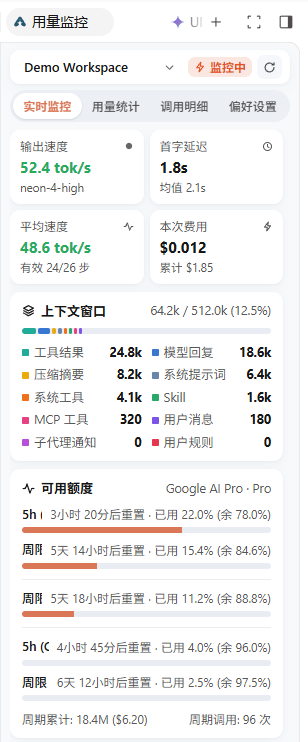 用量监控
Demo Workspace
监控中
实时监控
用量统计
调用明细
偏好设置
输出速度
52.4 tok/s
neon-4-high
首字延迟
1.8s
均值 2.1s
平均速度
48.6 tok/s
有效 24/26 步
本次费用
$0.012
累计 $1.85
上下文窗口 64.2k / 512.0k (12.5%)
工具结果 24.8k
模型回复 18.6k
压缩摘要 8.2k
系统提示词 6.4k
系统工具 4.1k
Skill 1.6k
MCP 工具 320
用户消息 180
子代理通知 0
用户规则 0
可用额度 Google AI Pro · Pro
5h ( 3小时 20分后重置 · 已用 22.0% (余 78.0%)
周限 5天 14小时后重置 · 已用 15.4% (余 84.6%)
周限 5天 18小时后重置 · 已用 11.2% (余 88.8%)
5h ( 4小时 45分后重置 · 已用 4.0% (余 96.0%)
周限 6天 12小时后重置 · 已用 2.5% (余 97.5%)
周期累计: 18.4M ($6.20) 周期调用: 96 次